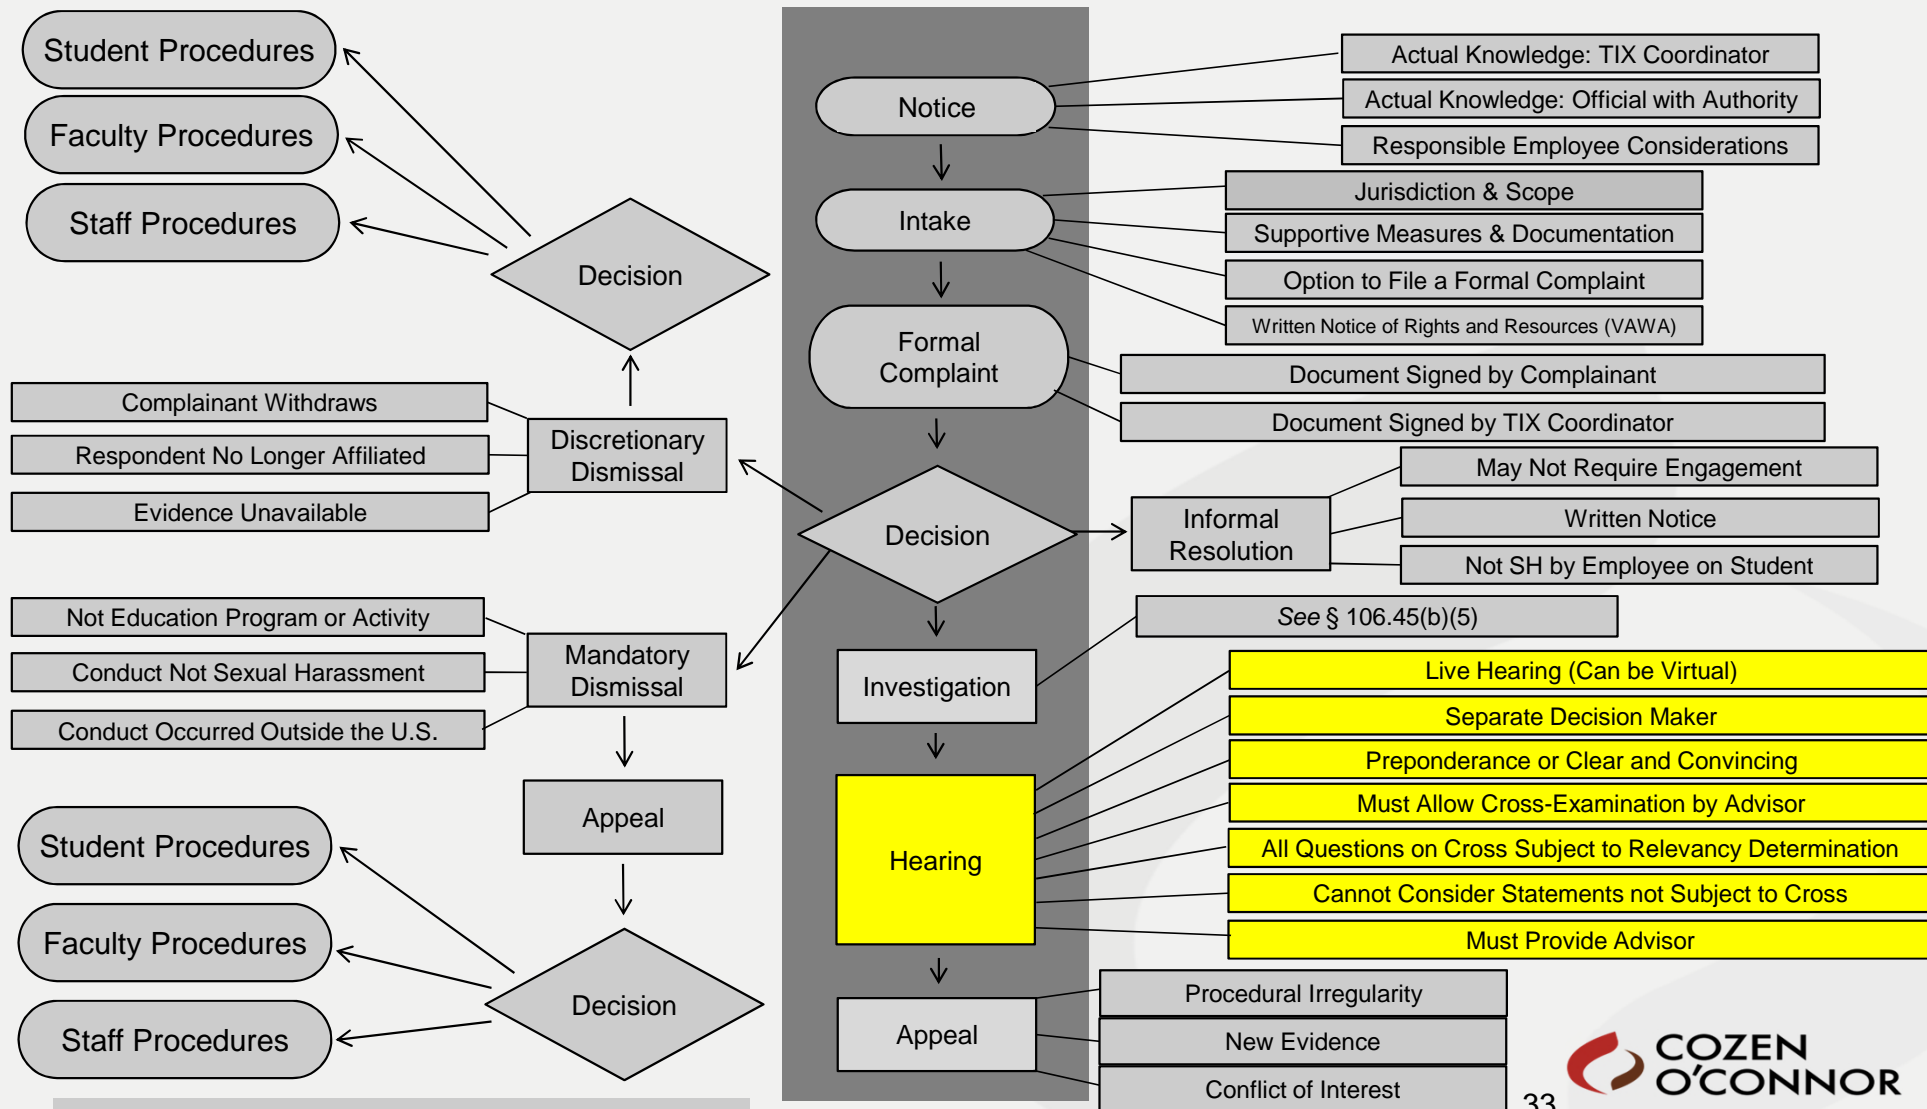 Student Procedures
Faculty Procedures
Staff Procedures
Decision
Complainant Withdraws
Respondent No Longer Affiliated
Evidence Unavailable
Discretionary
Dismissal
Not Education Program or Activity
Conduct Not Sexual Harassment
Conduct Occurred Outside the U.S.
Mandatory
Dismissal
Appeal
Student Procedures
Faculty Procedures
Staff Procedures
Decision
Notice
Actual Knowledge: TIX Coordinator
Actual Knowledge: Official with Authority
Responsible Employee Considerations
Intake
Jurisdiction & Scope
Supportive Measures & Documentation
Option to File a Formal Complaint
Written Notice of Rights and Resources (VAWA)
Formal
Complaint
Document Signed by Complainant
Document Signed by TIX Coordinator
Decision
Informal
Resolution
May Not Require Engagement
Written Notice
Not SH by Employee on Student
Investigation
See § 106.45(b)(5)
Hearing
Live Hearing (Can be Virtual)
Separate Decision Maker
Preponderance or Clear and Convincing
Must Allow Cross-Examination by Advisor
All Questions on Cross Subject to Relevancy Determination
Cannot Consider Statements not Subject to Cross
Must Provide Advisor
Appeal
Procedural Irregularity
New Evidence
Conflict of Interest
33
COZEN
O'CONNOR